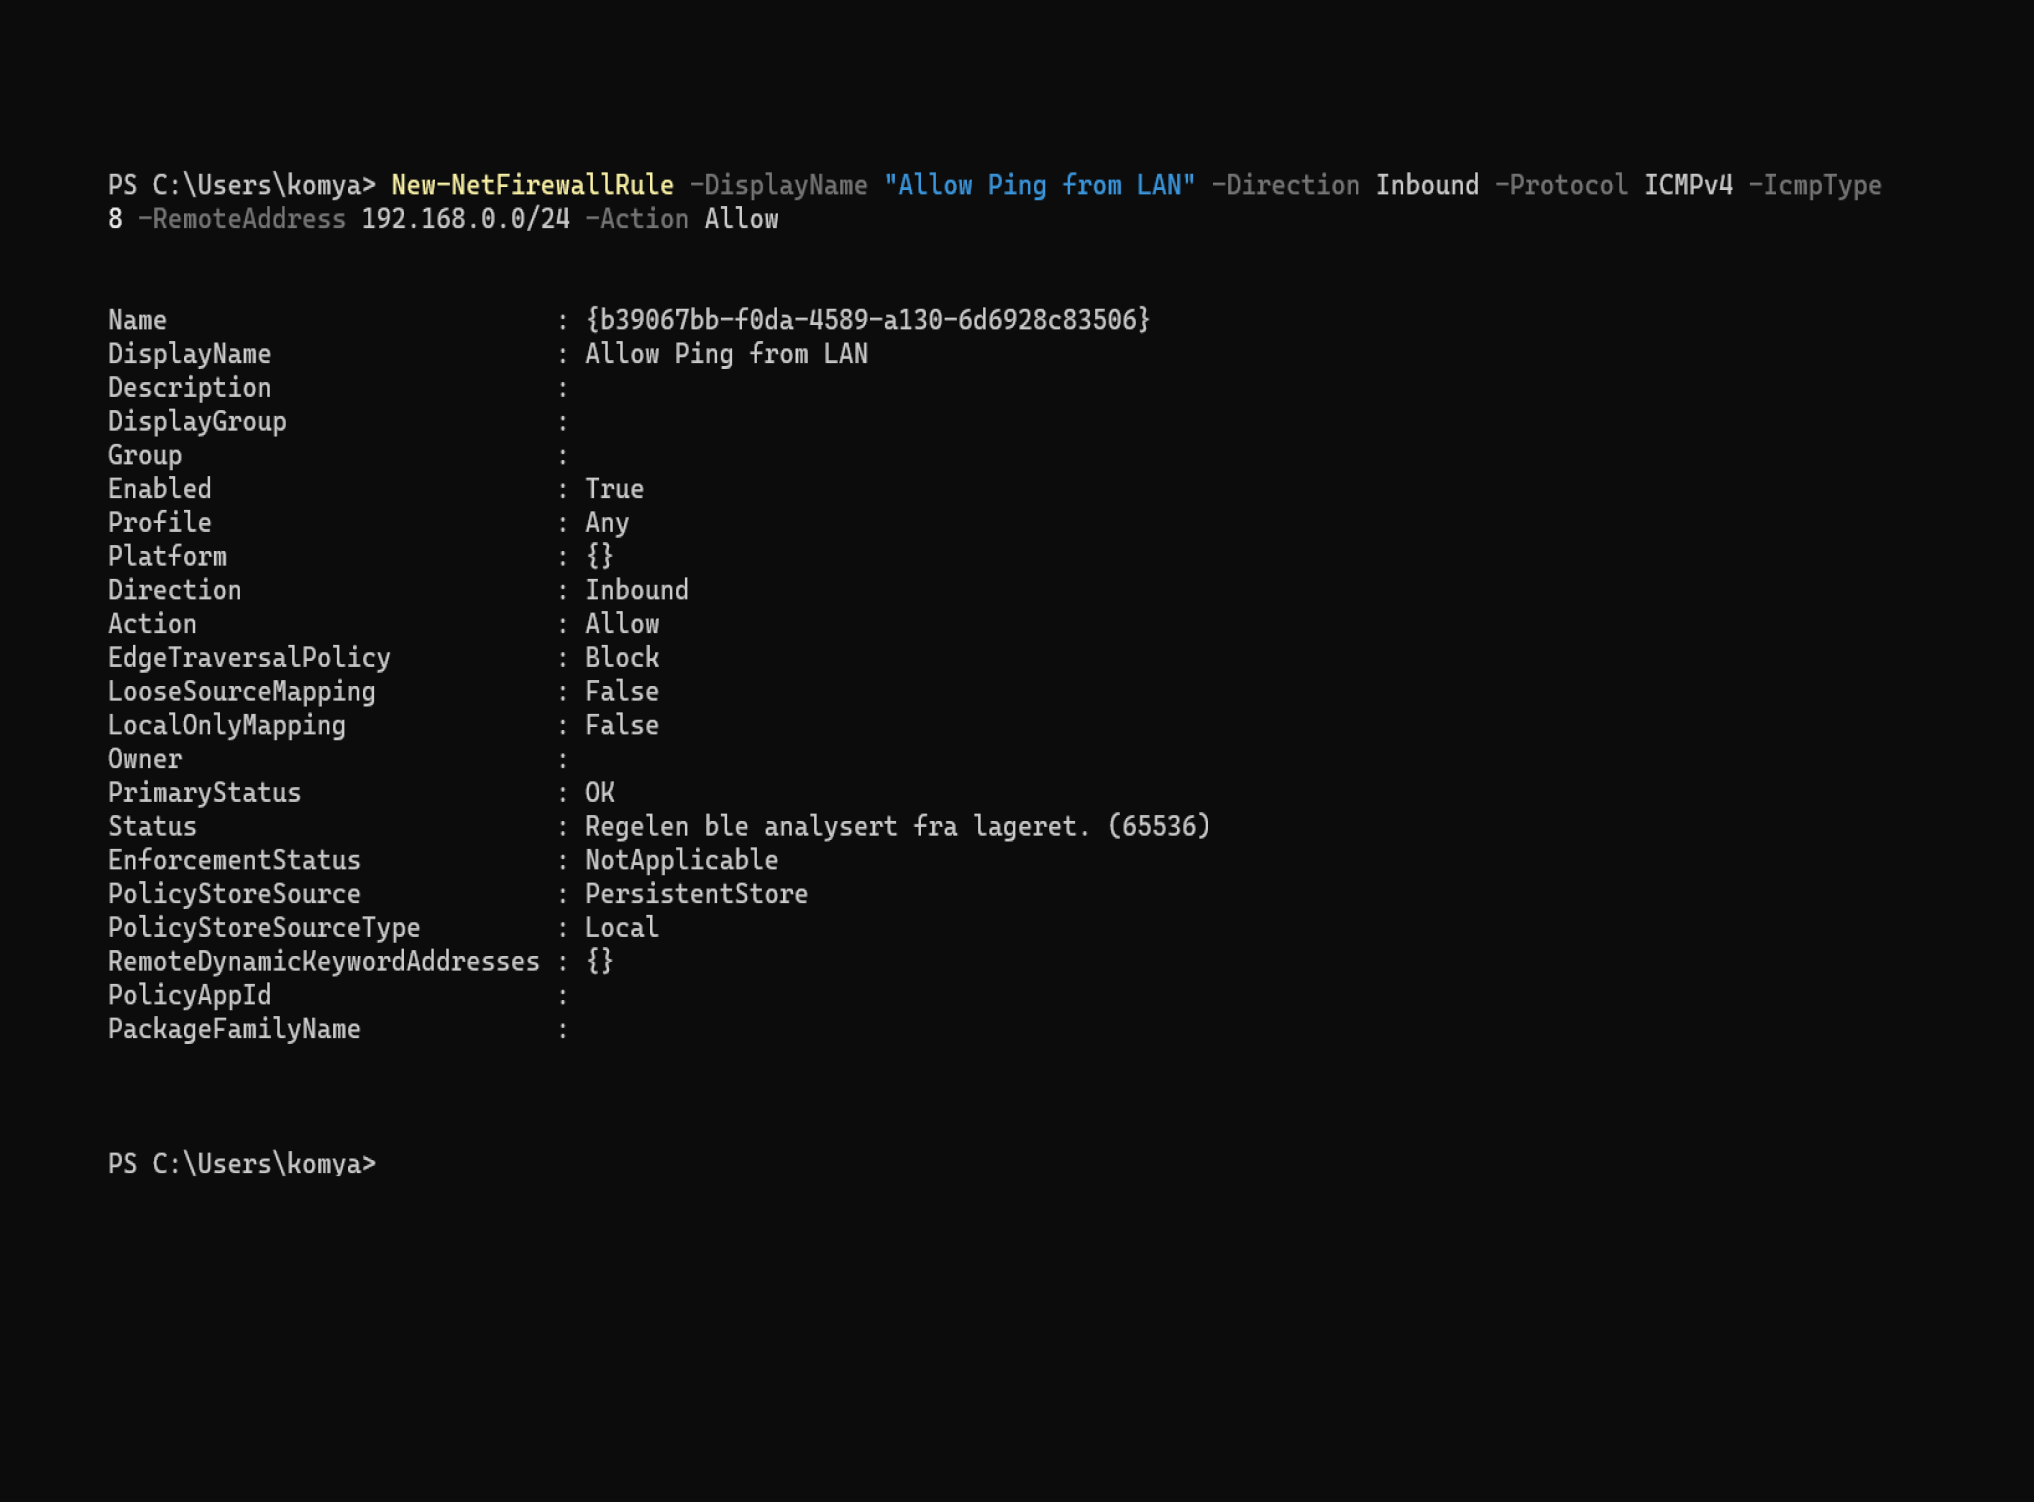 PS C:\Users\komya> New-NetFirewallRule -DisplayName "Allow Ping from LAN" -Direction Inbound -Protocol ICMPv4 -IcmpType
8 -RemoteAddress 192.168.0.0/24 -Action Allow
Name : {b39067bb-f0da-4589-a130-6d6928c83506}
DisplayName : Allow Ping from LAN
Description :
DisplayGroup :
Group :
Enabled : True
Profile : Any
Platform : {}
Direction : Inbound
Action : Allow
EdgeTraversalPolicy : Block
LooseSourceMapping : False
LocalOnlyMapping : False
Owner :
PrimaryStatus : OK
Status : Regelen ble analysert fra lageret. (65536)
EnforcementStatus : NotApplicable
PolicyStoreSource : PersistentStore
PolicyStoreSourceType : Local
RemoteDynamicKeywordAddresses : {}
PolicyAppId :
PackageFamilyName :
PS C:\Users\komya>